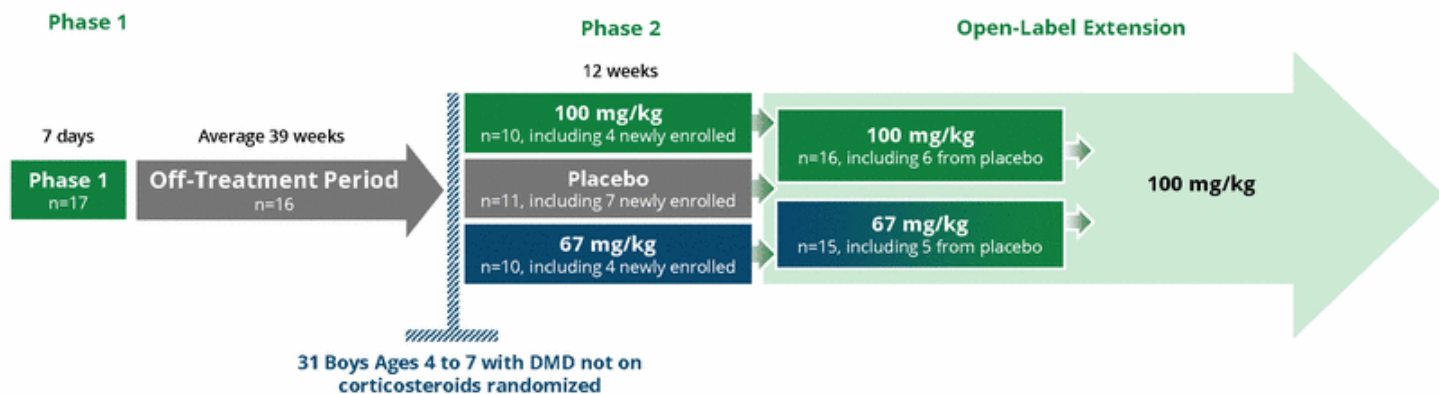 Phase 1
Phase 2
Open-Label Extension
12 weeks
7 days
Average 39 weeks
Phase 1
n=17
Off-Treatment Period
n=16
100 mg/kg
n=10, including 4 newly enrolled
Placebo
n=11, including 7 newly enrolled
67 mg/kg
n=10, including 4 newly enrolled
100 mg/kg
n=16, including 6 from placebo
67 mg/kg
n=15, including 5 from placebo
100 mg/kg
31 Boys Ages 4 to 7 with DMD not on
corticosteroids randomized